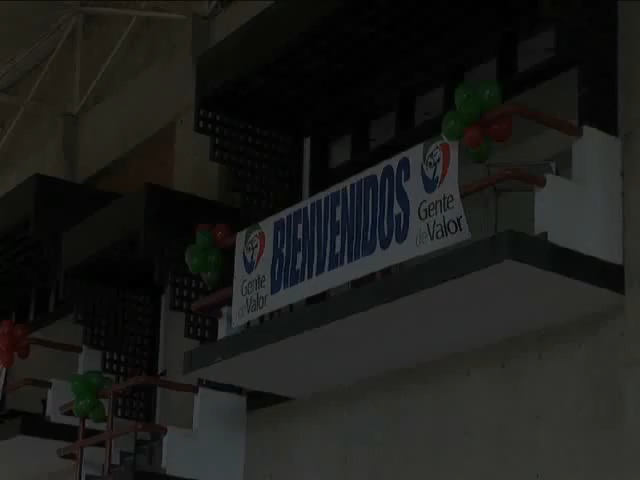 Gente
de Valor
BIENVENIDOS
Gente
de Valor